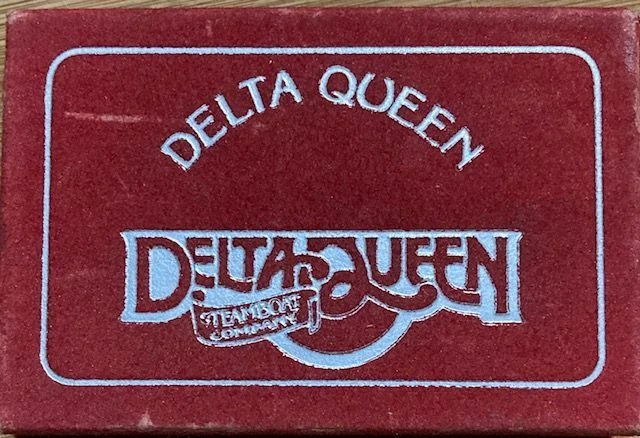 DELTA QUEEN
DELTA QUEEN
STEAMBOAT
COMPANY